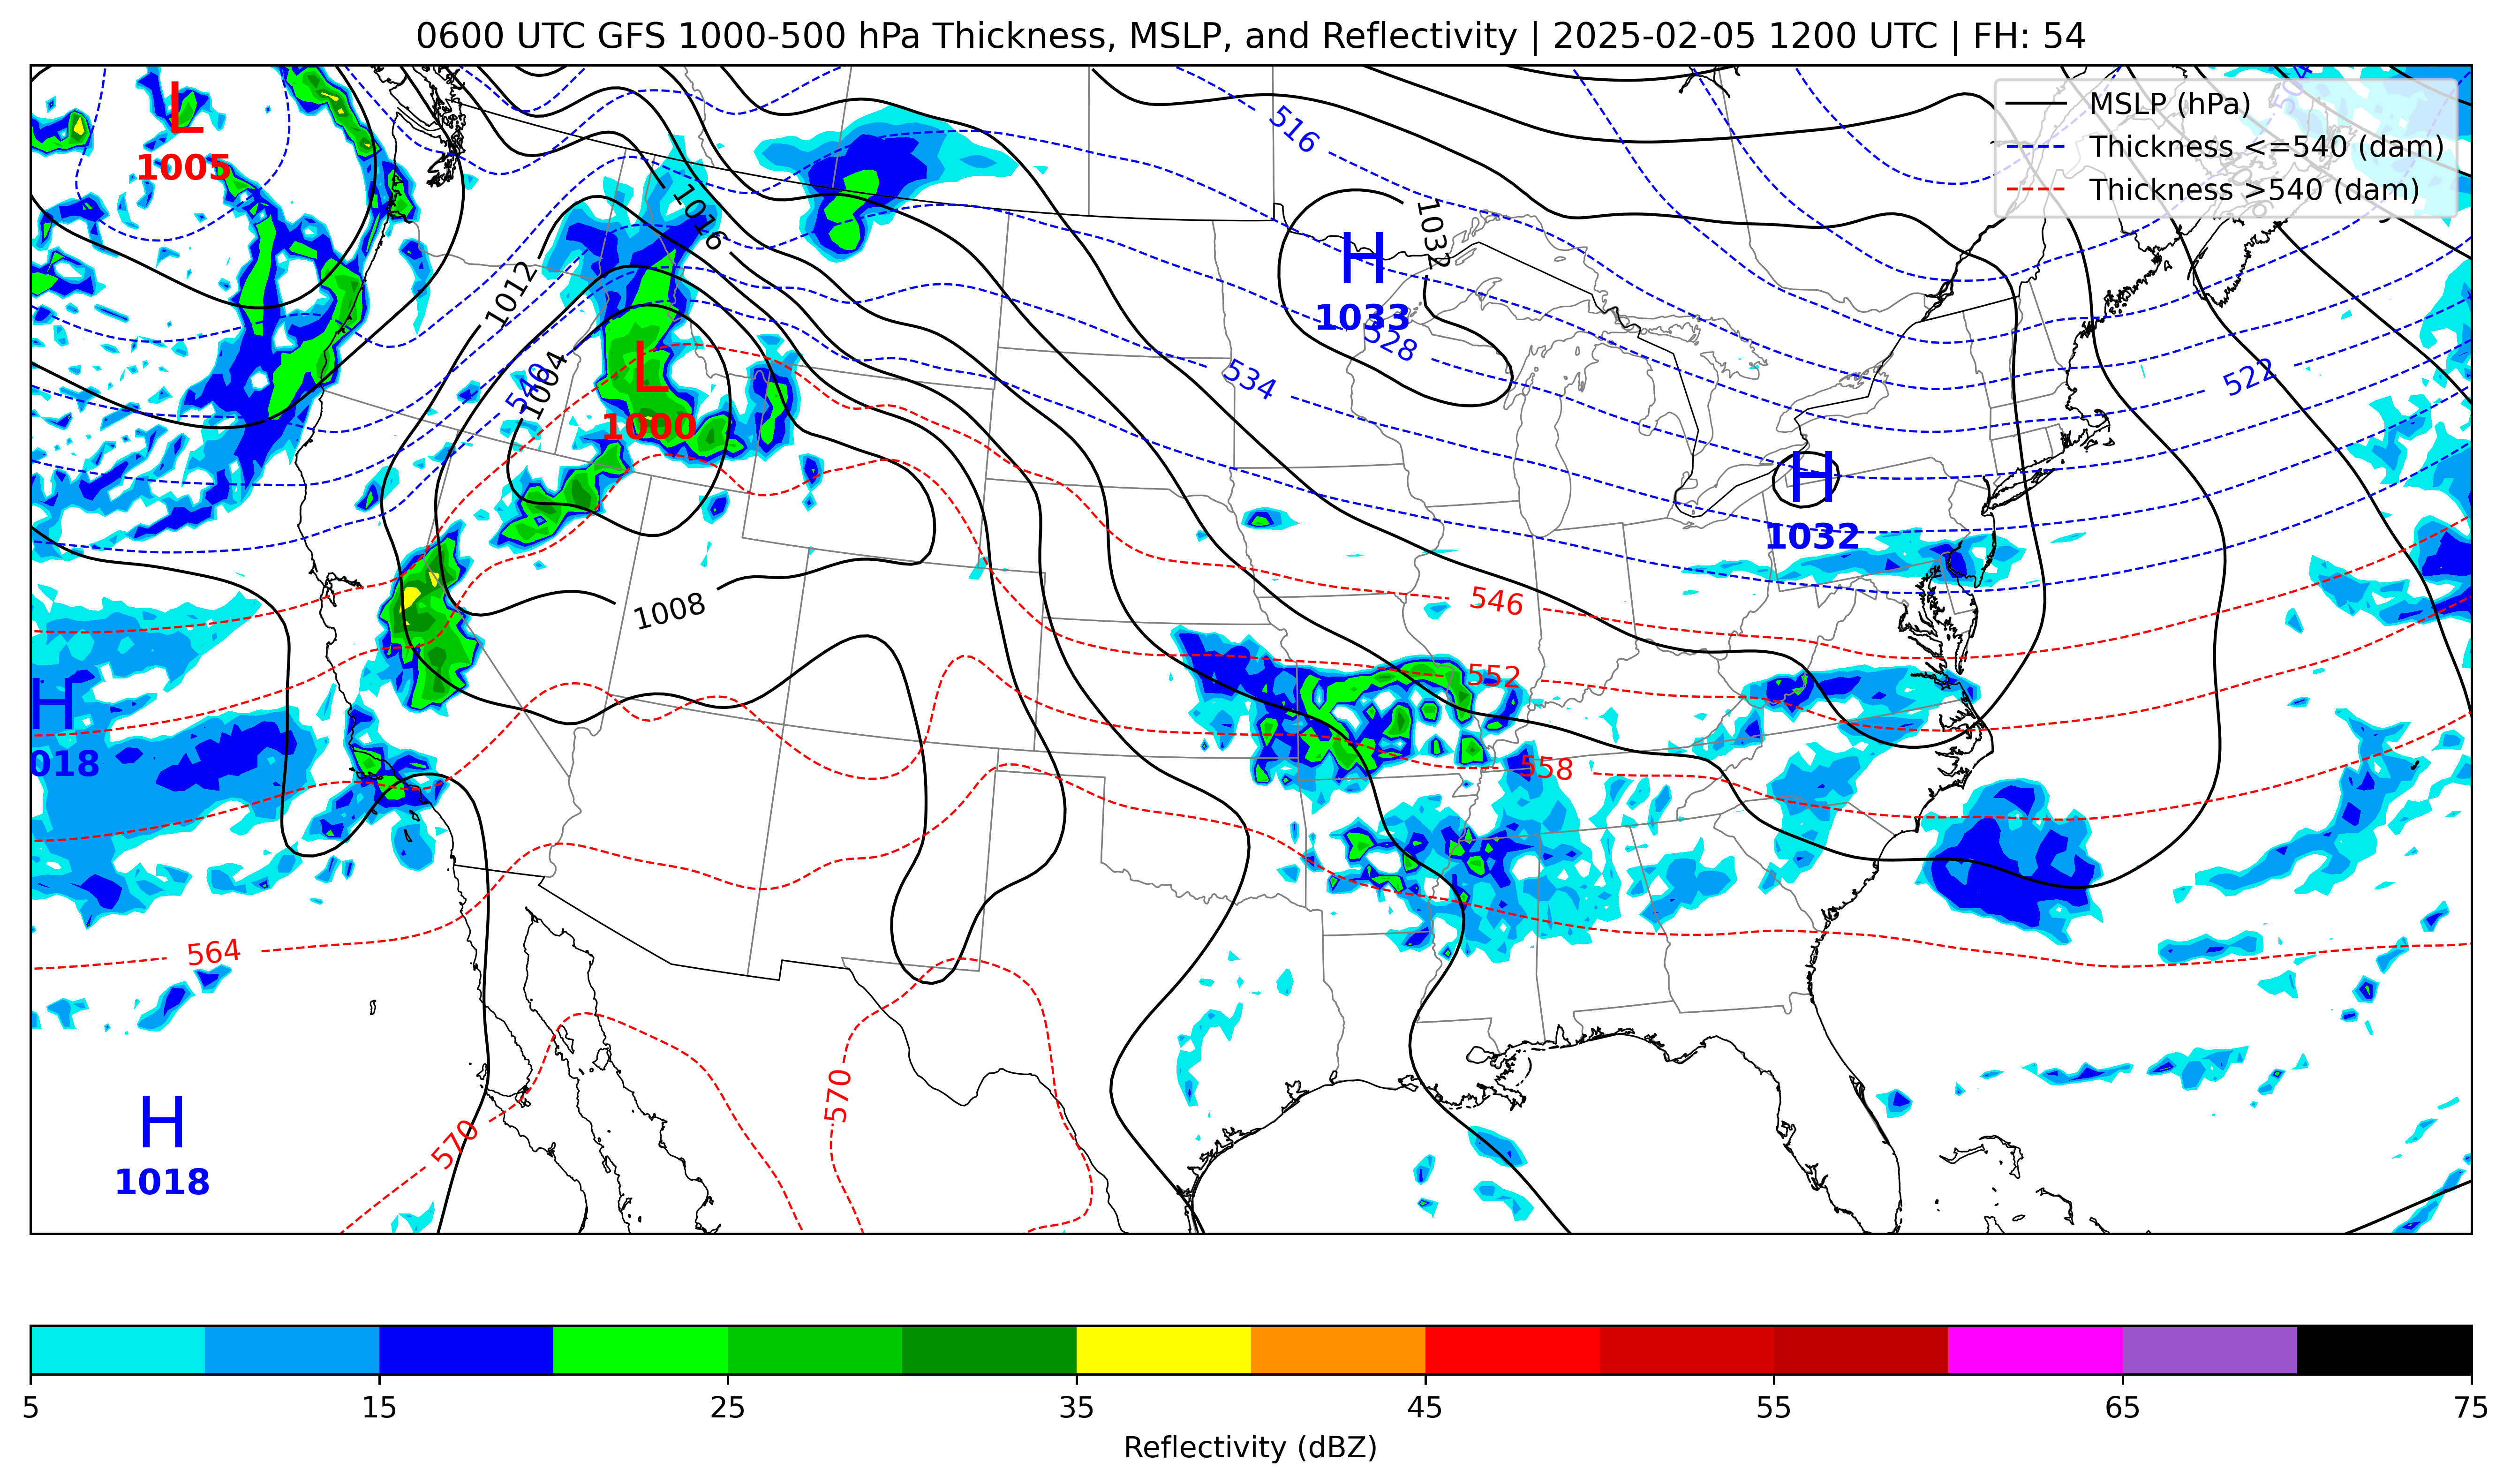 0600 UTC GFS 1000-500 hPa Thickness, MSLP, and Reflectivity | 2025-02-05 1200 UTC | FH: 54
MSLP (hPa)
Thickness <=540 (dam)
Thickness >540 (dam)
L
1005
516
1016
1032
H
1033
1012
528
534
522
L
1000
1004
540
H
1032
546
1008
552
H
018
558
564
570
570
H
1018
5 15 25 35 45 55 65 75
Reflectivity (dBZ)